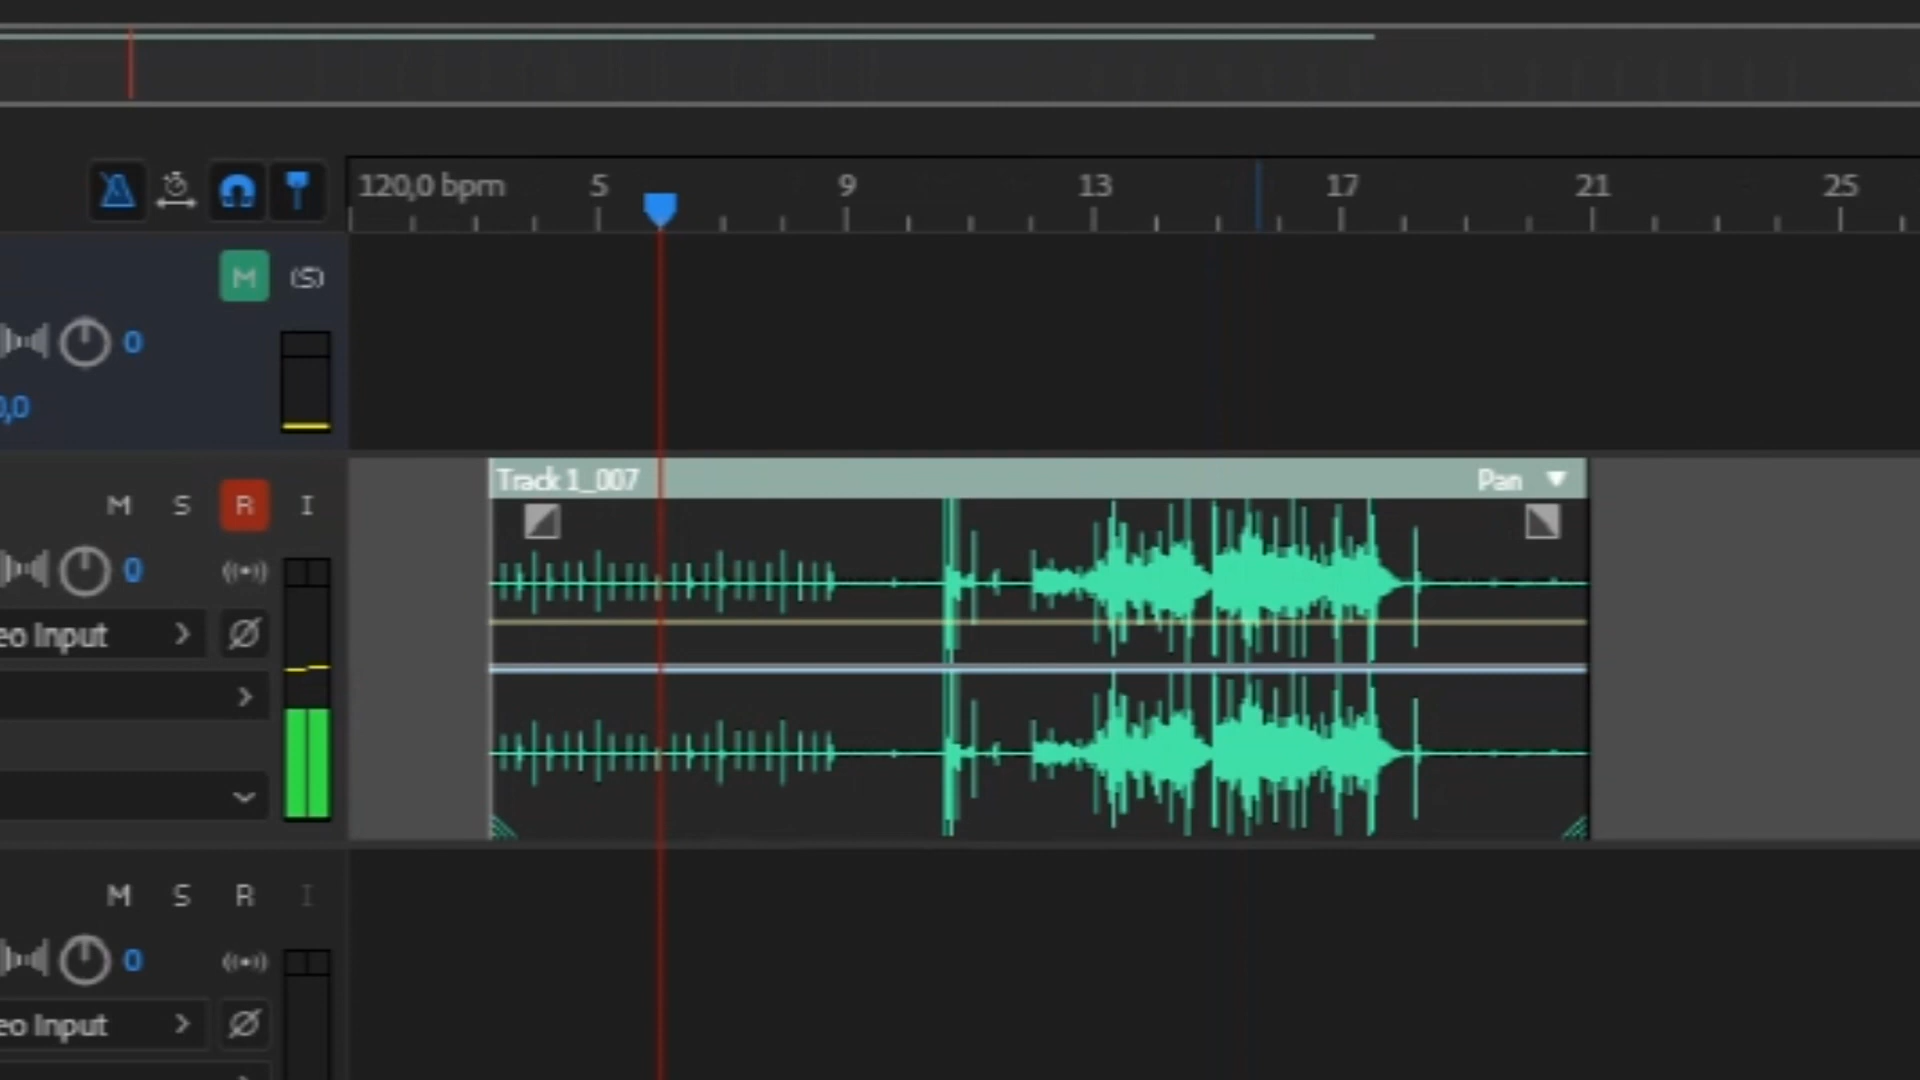 120,0 bpm 5 9 13 17 21 25
M (S)
0
0,0
Track 1_007 Pan
M S R I
0
eo Input
M S R I
0
eo Input